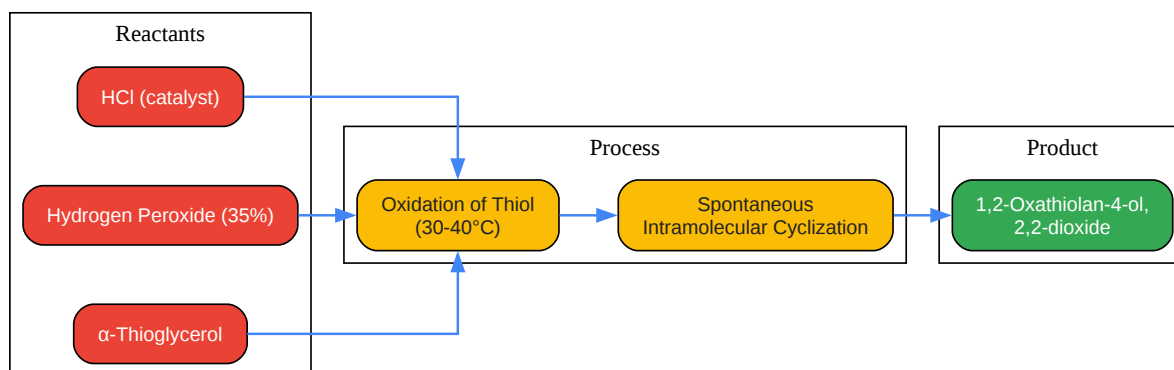 Reactants
HCl (catalyst)
Hydrogen Peroxide (35%)
α-Thioglycerol
Process
Oxidation of Thiol
(30-40°C)
Spontaneous
Intramolecular Cyclization
Product
1,2-Oxathiolan-4-ol,
2,2-dioxide